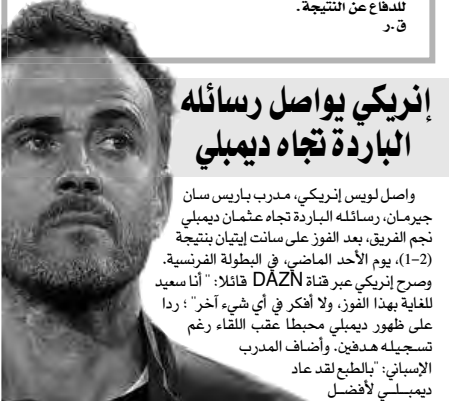 للدفاع عن النتيجة.
ق.ر
إنريكي يواصل رسائله
الباردة تجاه ديمبلي
واصل لويس إنريكي، مدرب باريس سان
جيرمان، رسائله الباردة تجاه عثمان ديمبلي
نجم الفريق، بعد الفوز على سانت إيتيان بنتيجة
(2-1)، يوم الأحد الماضي، في البطولة الفرنسية.
وصرح إنريكي عبر قناة DAZN قائلا: "أنا سعيد
للغاية بهذا الفوز، ولا أفكر في أي شيء آخر"؛ ردا
على ظهور ديمبلي محبطا عقب اللقاء رغم
تسجيله هدفين. وأضاف المدرب
الإسباني: "بالطبع لقد عاد
ديمبلي لأفضل